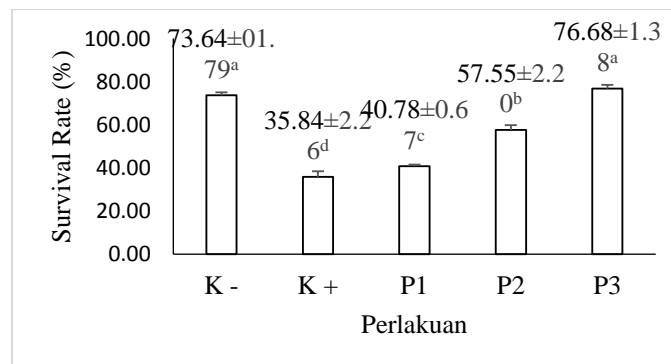 100.00
80.00
60.00
40.00
20.00
0.00
Survival Rate (%)
73.64±01.
79ᵃ
35.84±2.2
6ᵈ
40.78±0.6
7ᶜ
57.55±2.2
0ᵇ
76.68±1.3
8ᵃ
K - K + P1 P2 P3
Perlakuan